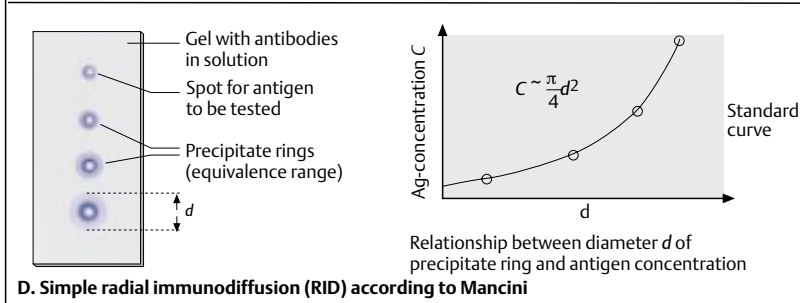 Gel with antibodies
in solution
Spot for antigen
to be tested
Precipitate rings
(equivalence range)
d
Ag-concentration C
C ~ π/4 d2
Standard
curve
d
Relationship between diameter d of
precipitate ring and antigen concentration
D. Simple radial immunodiffusion (RID) according to Mancini